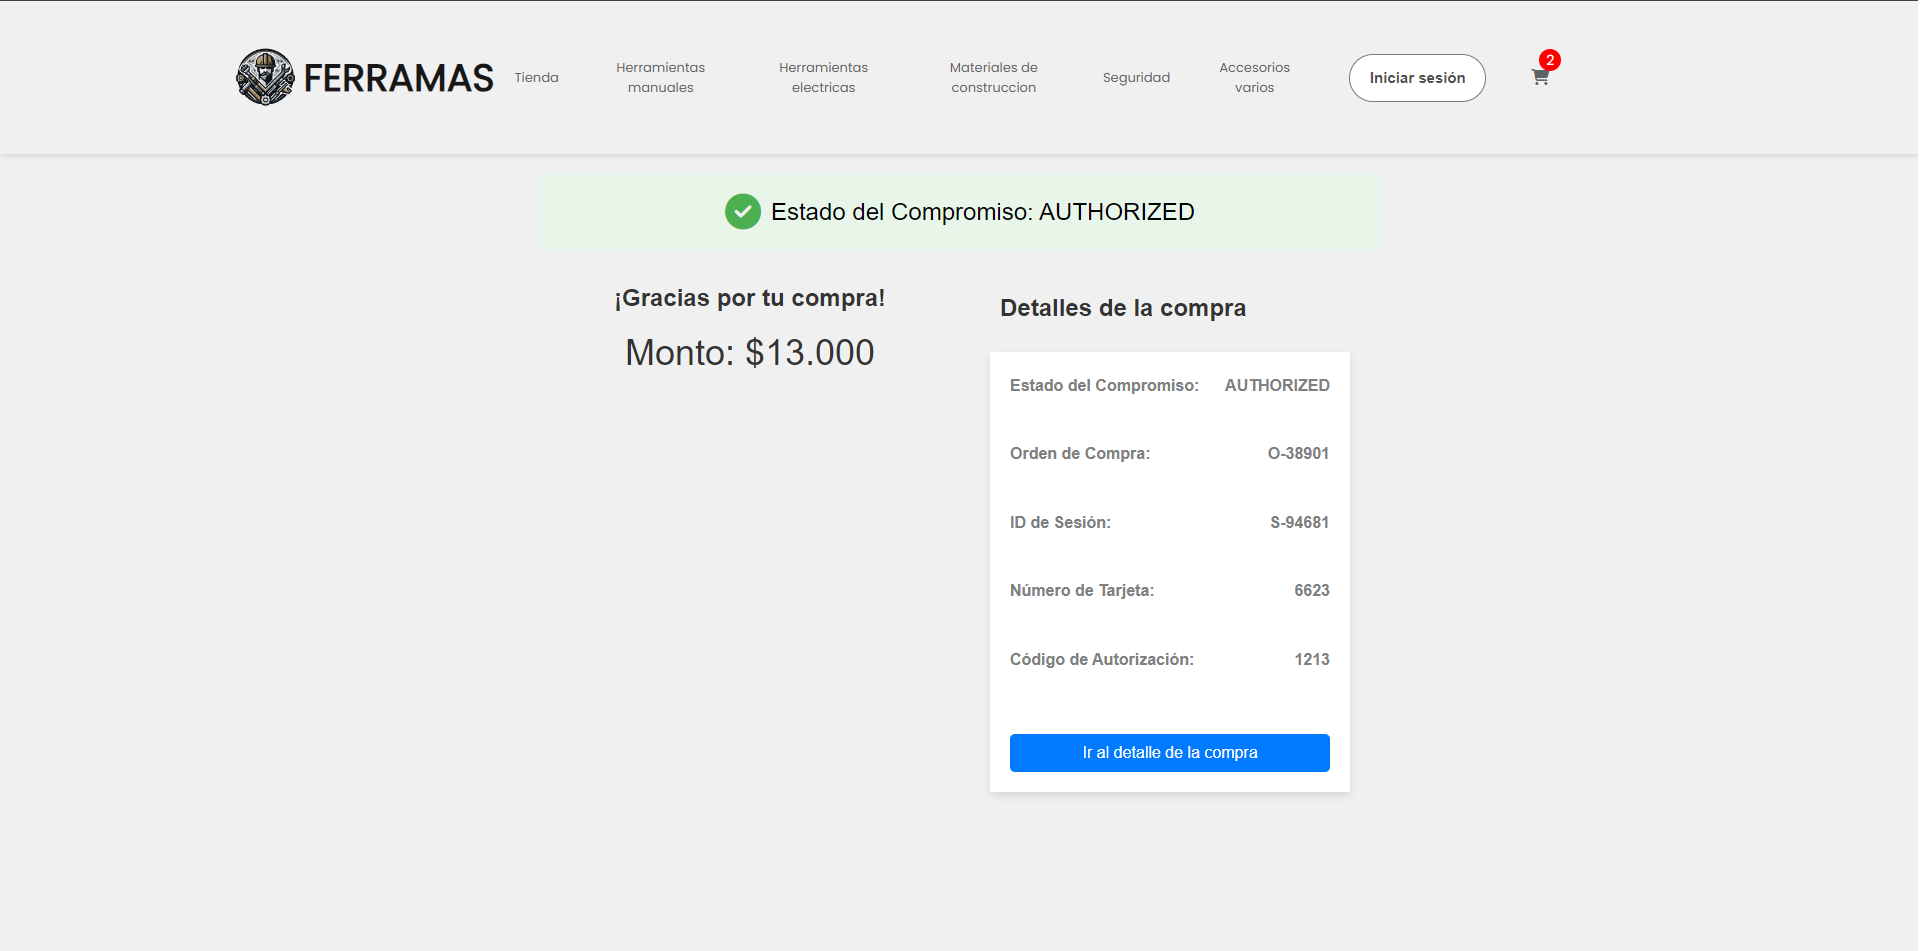 FERRAMAS
Tienda
Herramientas
manuales
Herramientas
electricas
Materiales de
construccion
Seguridad
Accesorios
varios
Iniciar sesión
2
Estado del Compromiso: AUTHORIZED
¡Gracias por tu compra!
Monto: $13.000
Detalles de la compra
Estado del Compromiso: AUTHORIZED
Orden de Compra: O-38901
ID de Sesión: S-94681
Número de Tarjeta: 6623
Código de Autorización: 1213
Ir al detalle de la compra